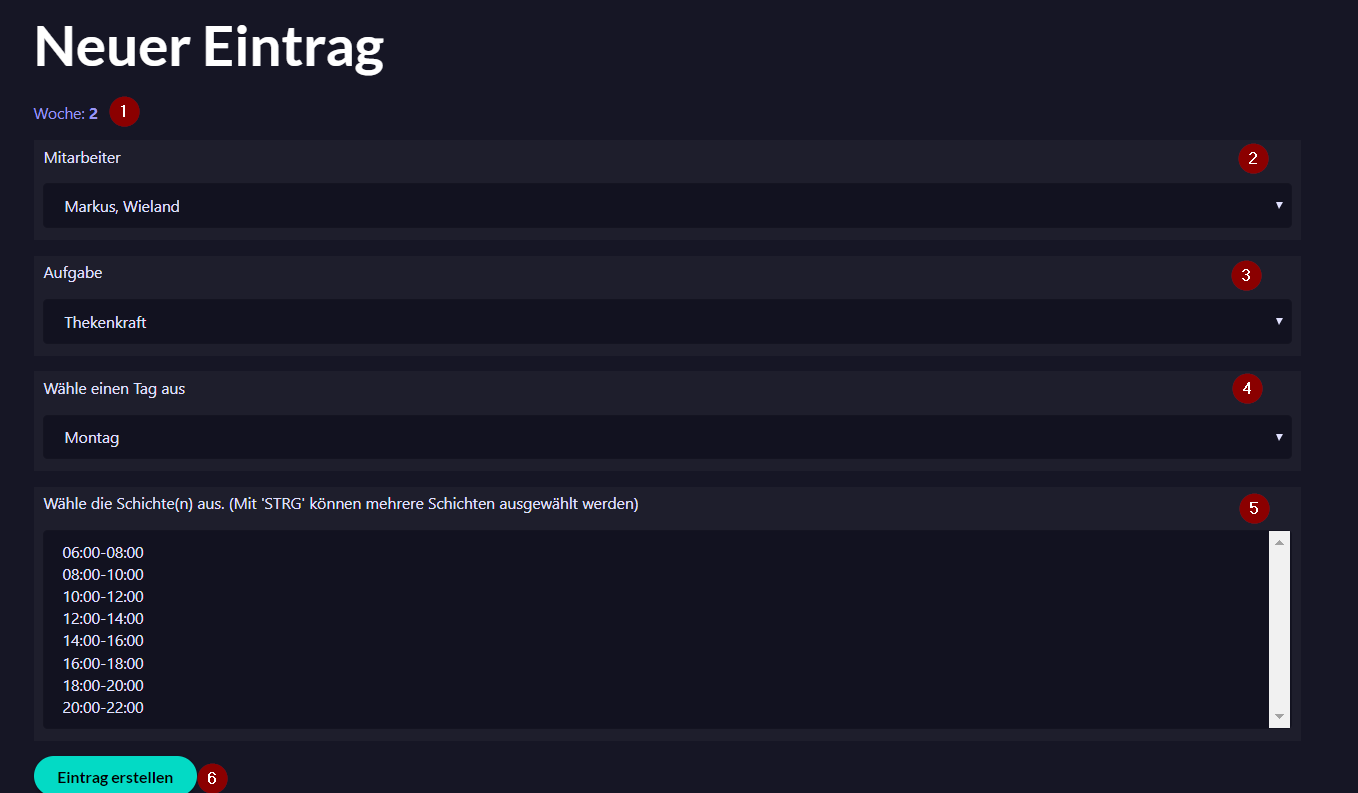 Neuer Eintrag
Woche: 2 1
Mitarbeiter 2
Markus, Wieland
Aufgabe 3
Thekenkraft
Wähle einen Tag aus 4
Montag
Wähle die Schichte(n) aus. (Mit 'STRG' können mehrere Schichten ausgewählt werden) 5
06:00-08:00
08:00-10:00
10:00-12:00
12:00-14:00
14:00-16:00
16:00-18:00
18:00-20:00
20:00-22:00
Eintrag erstellen 6